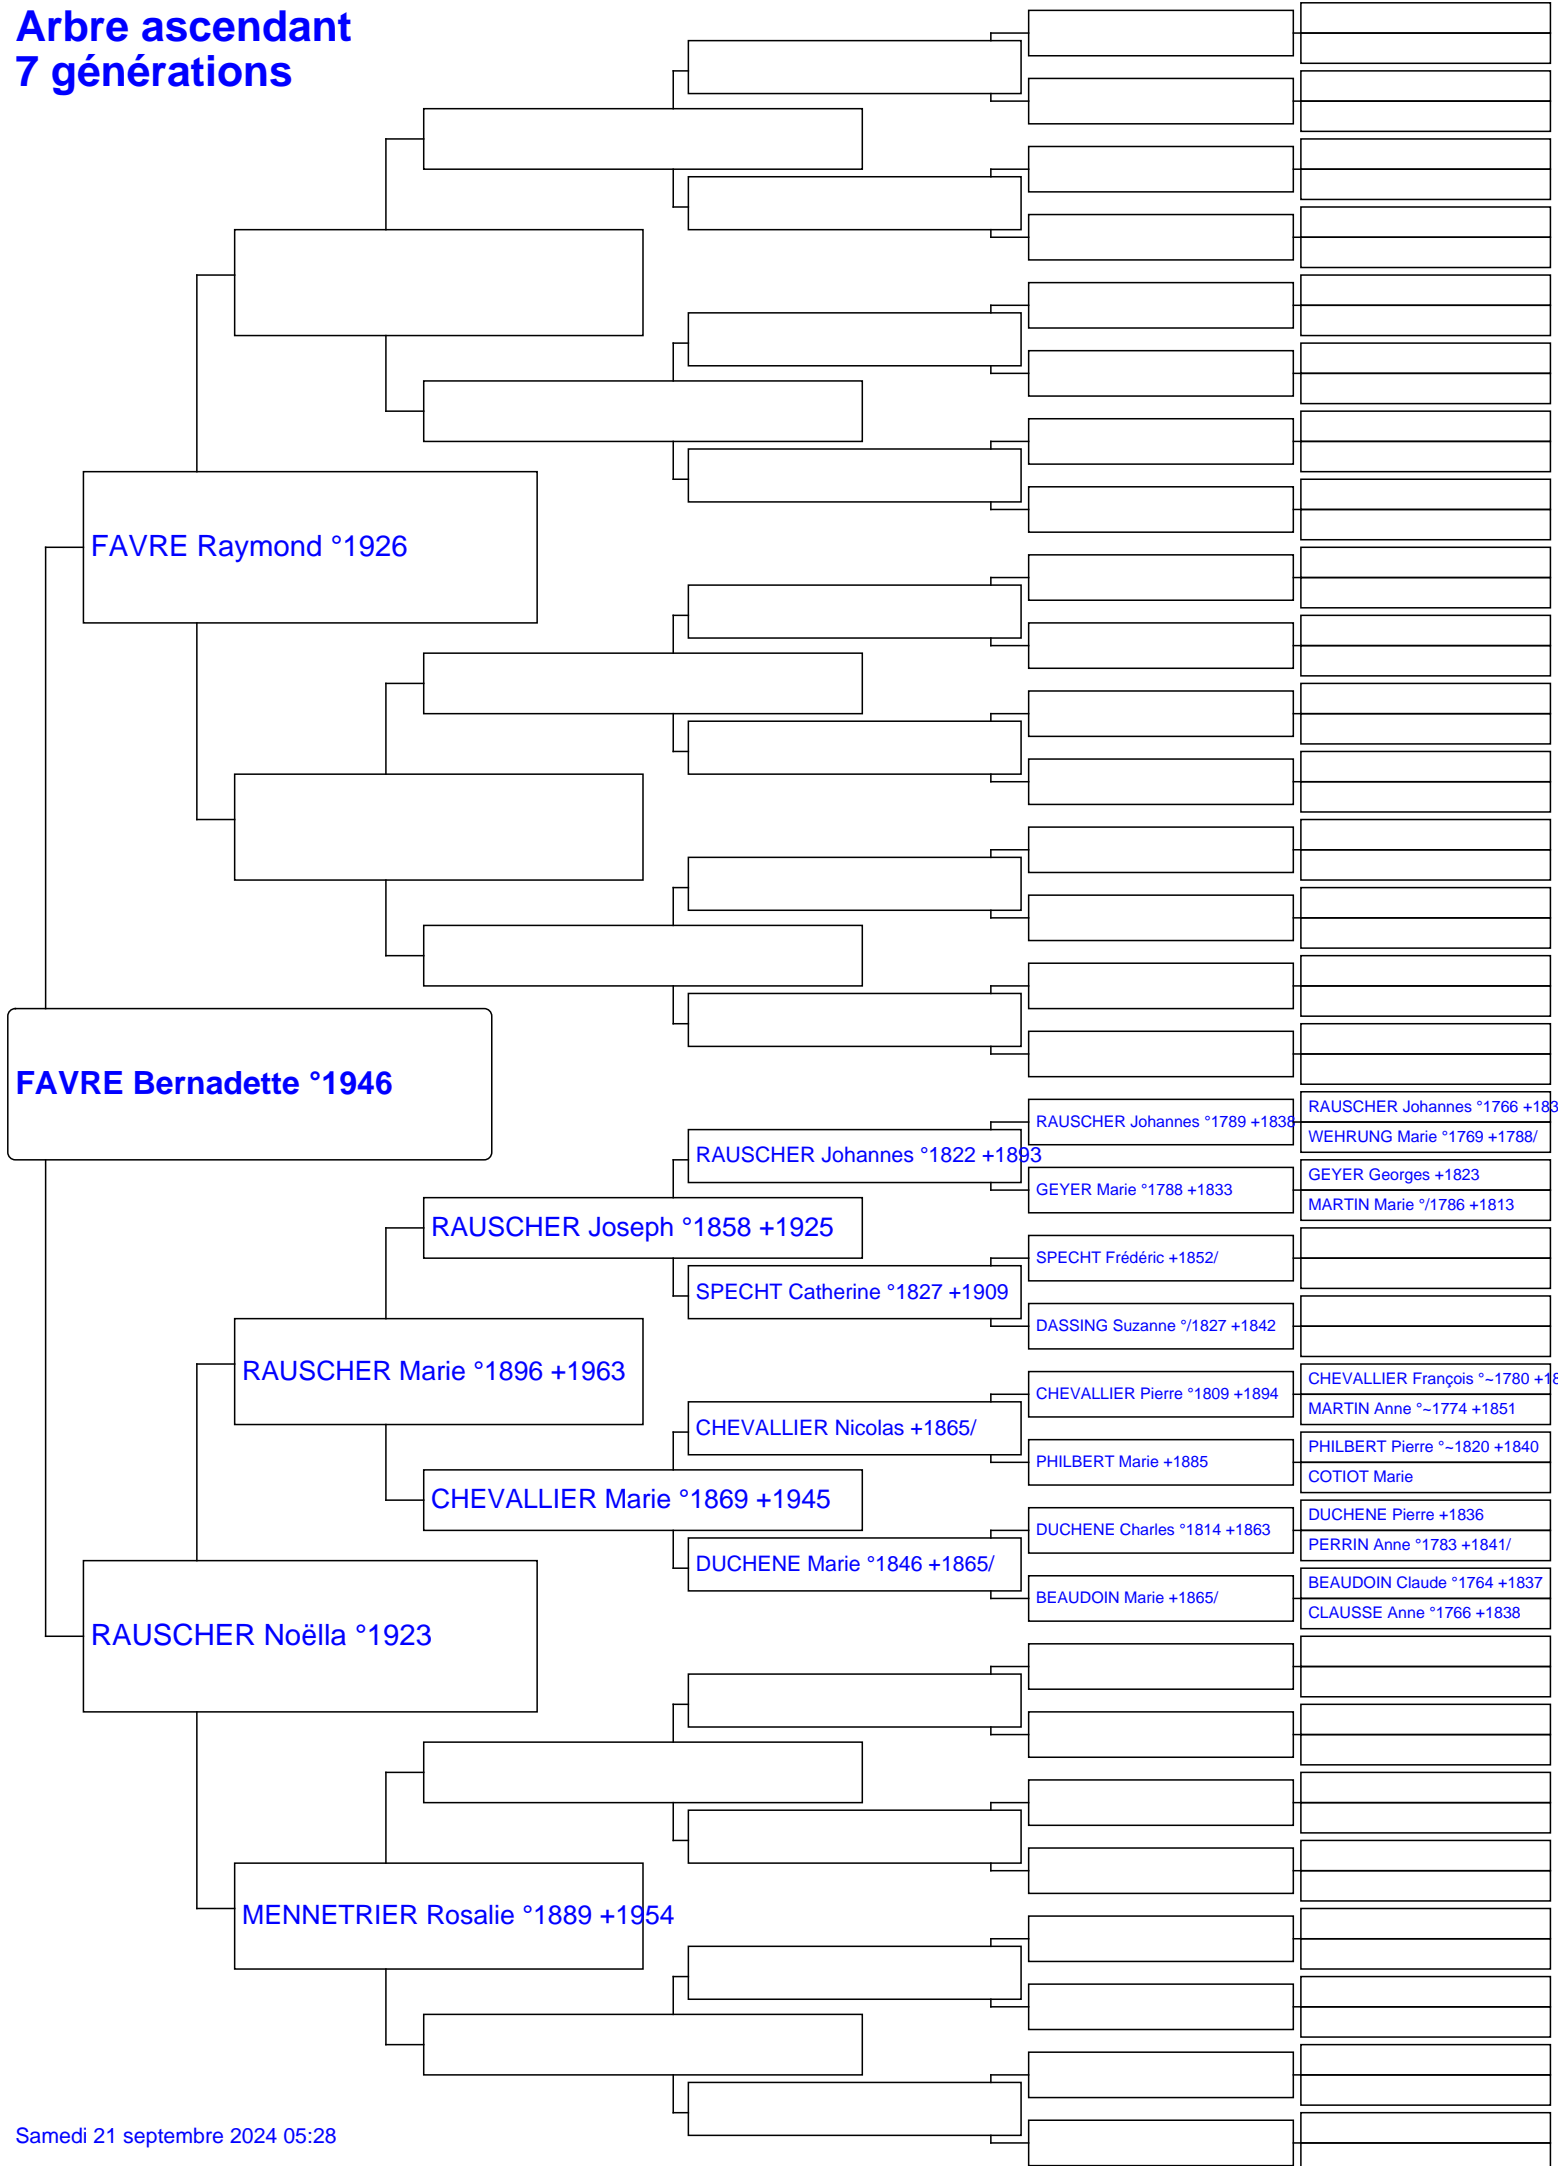 Arbre ascendant
7 générations
FAVRE Raymond °1926
FAVRE Bernadette °1946
RAUSCHER Johannes °1766 +183
RAUSCHER Johannes °1789 +1838
WEHRUNG Marie °1769 +1788/
RAUSCHER Johannes °1822 +1893
GEYER Georges +1823
GEYER Marie °1788 +1833
MARTIN Marie °/1786 +1813
RAUSCHER Joseph °1858 +1925
SPECHT Frédéric +1852/
SPECHT Catherine °1827 +1909
DASSING Suzanne °/1827 +1842
RAUSCHER Marie °1896 +1963
CHEVALLIER François °~1780 +18
CHEVALLIER Pierre °1809 +1894
MARTIN Anne °~1774 +1851
CHEVALLIER Nicolas +1865/
PHILBERT Pierre °~1820 +1840
PHILBERT Marie +1885
COTIOT Marie
CHEVALLIER Marie °1869 +1945
DUCHENE Pierre +1836
DUCHENE Charles °1814 +1863
PERRIN Anne °1783 +1841/
DUCHENE Marie °1846 +1865/
BEAUDOIN Claude °1764 +1837
BEAUDOIN Marie +1865/
CLAUSSE Anne °1766 +1838
RAUSCHER Noëlla °1923
MENNETRIER Rosalie °1889 +1954
Samedi 21 septembre 2024 05:28